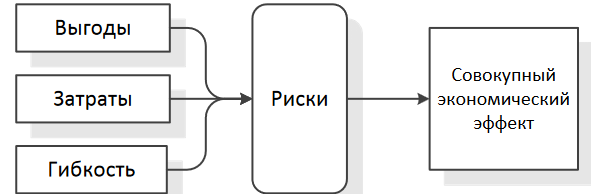 Выгоды
Затраты
Гибкость
Риски
Совокупный
экономический
эффект